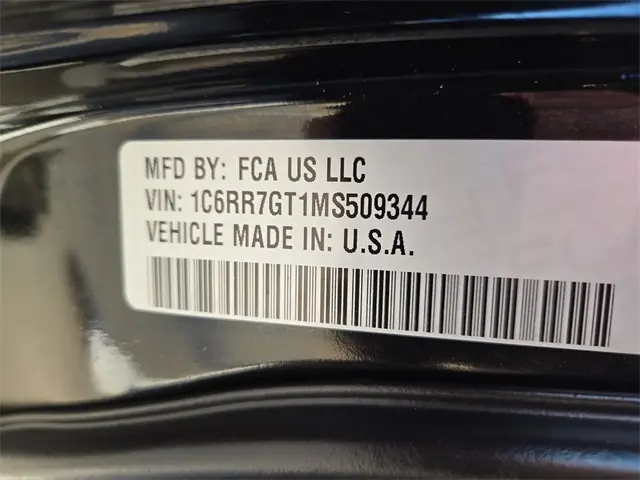 MFD BY: FCA US LLC
VIN: 1C6RR7GT1MS509344
VEHICLE MADE IN: U.S.A.